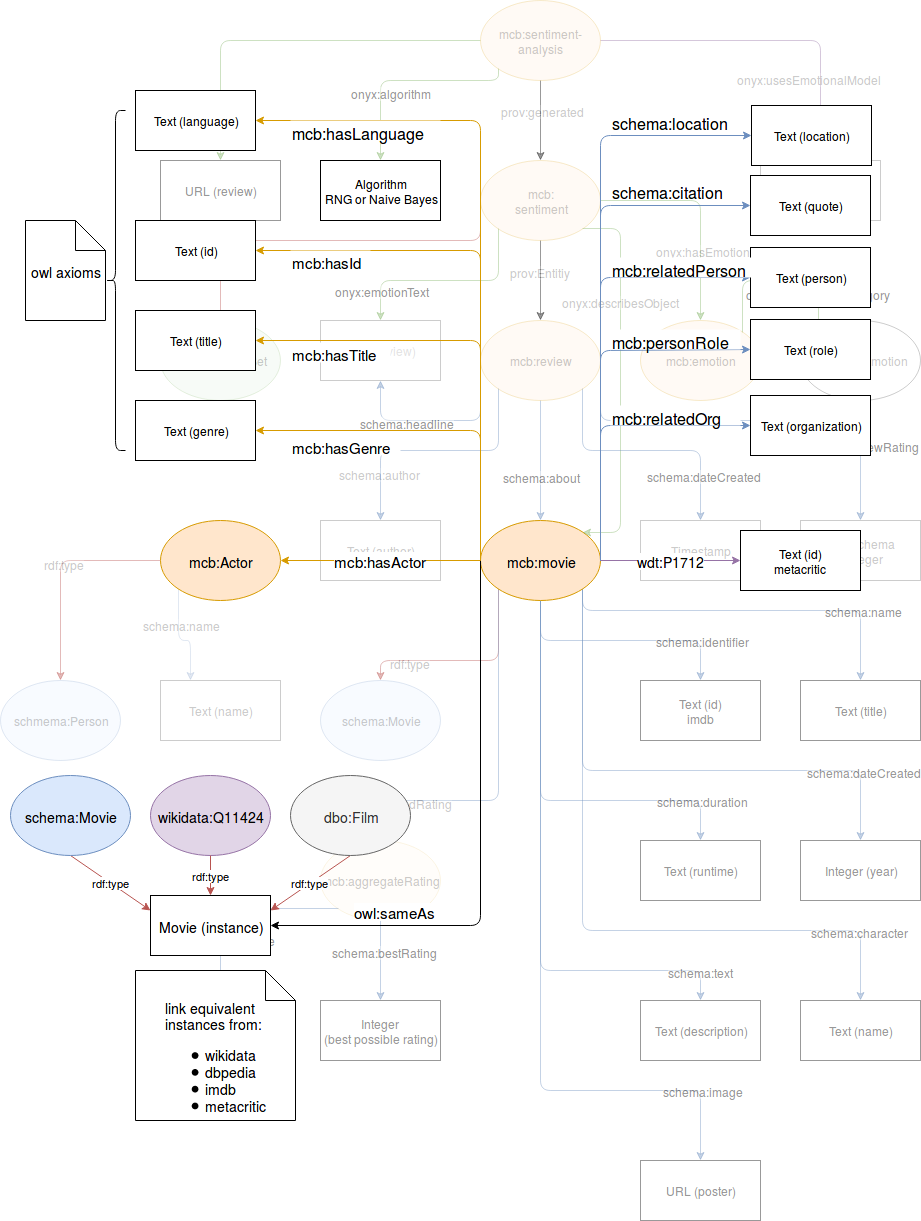 mcb:sentiment-
analysis
onyx:usesEmotionalModel
onyx:algorithm
prov:generated
Text (language)
mcb:hasLanguage
schema:location
Text (location)
URL (review)
Algorithm
RNG or Naive Bayes
mcb:
sentiment
schema:citation
Text (quote)
owl axioms
Text (id)
mcb:hasId
prov:Entitly
onyx:hasEmotion
mcb:relatedPerson
Text (person)
onyx:emotionText
onyx:describesObject
Text (title)
mcb:hasTitle
mcb:review
mcb:personRole
mcb:emotion
Text (role)
Text (genre)
mcb:hasGenre
schema:headline
mcb:relatedOrg
Text (organization)
schema:author
schema:about
schema:dateCreated
mcb:Actor
Text (author)
mcb:hasActor
mcb:movie
Timestamp
wdt:P1712
Text (id)
metacritic
rdf:type
schema:name
schema:name
schema:identifier
rdf:type
schmema:Person
Text (name)
schema:Movie
Text (id)
imdb
Text (title)
schema:dateCreated
schema:duration
schema:Movie
wikidata:Q11424
dbo:Film
rdf:type
rdf:type
rdf:type
mcb:aggregateRating
Text (runtime)
Integer (year)
Movie (instance)
owl:sameAs
schema:character
schema:bestRating
schema:text
link equivalent
instances from:
● wikidata
● dbpedia
● imdb
● metacritic
Integer
(best possible rating)
Text (description)
Text (name)
schema:image
URL (poster)